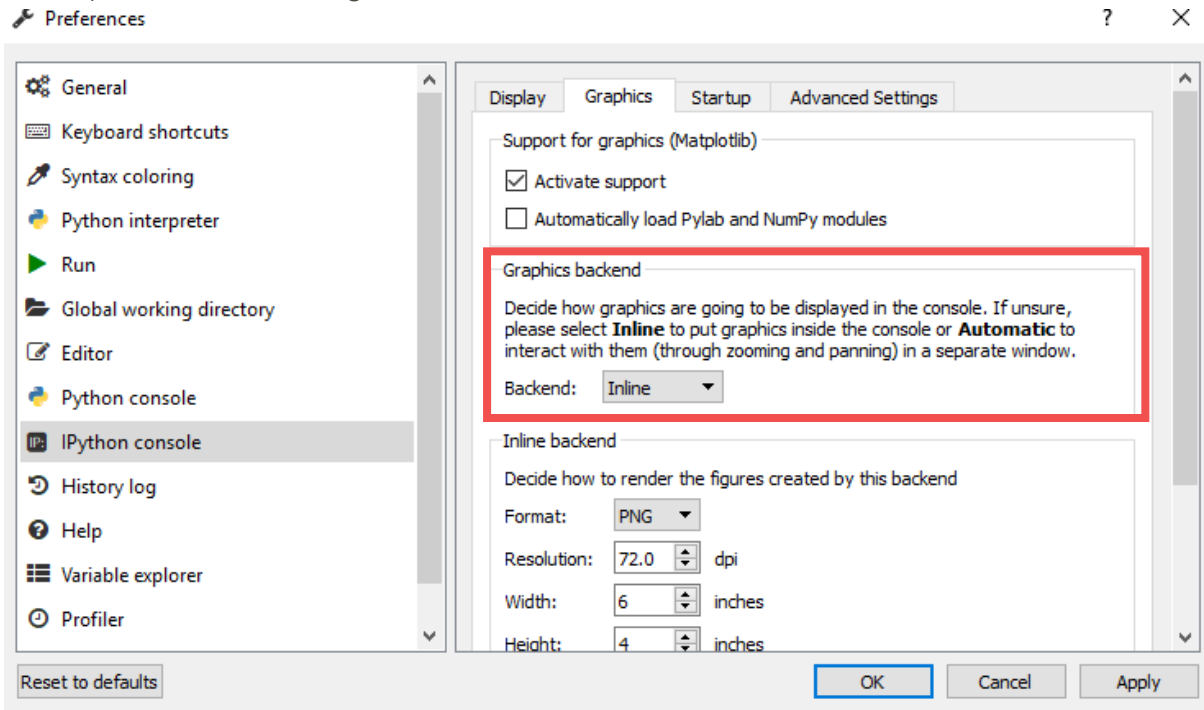 Preferences
?
General
Keyboard shortcuts
Syntax coloring
Python interpreter
Run
Global working directory
Editor
Python console
IPython console
History log
Help
Variable explorer
Profiler
Display Graphics Startup Advanced Settings
Support for graphics (Matplotlib)
Activate support
Automatically load Pylab and NumPy modules
Graphics backend
Decide how graphics are going to be displayed in the console. If unsure,
please select Inline to put graphics inside the console or Automatic to
interact with them (through zooming and panning) in a separate window.
Backend: Inline
Inline backend
Decide how to render the figures created by this backend
Format: PNG
Resolution: 72.0 dpi
Width: 6 inches
Height: 4 inches
Reset to defaults
OK Cancel Apply